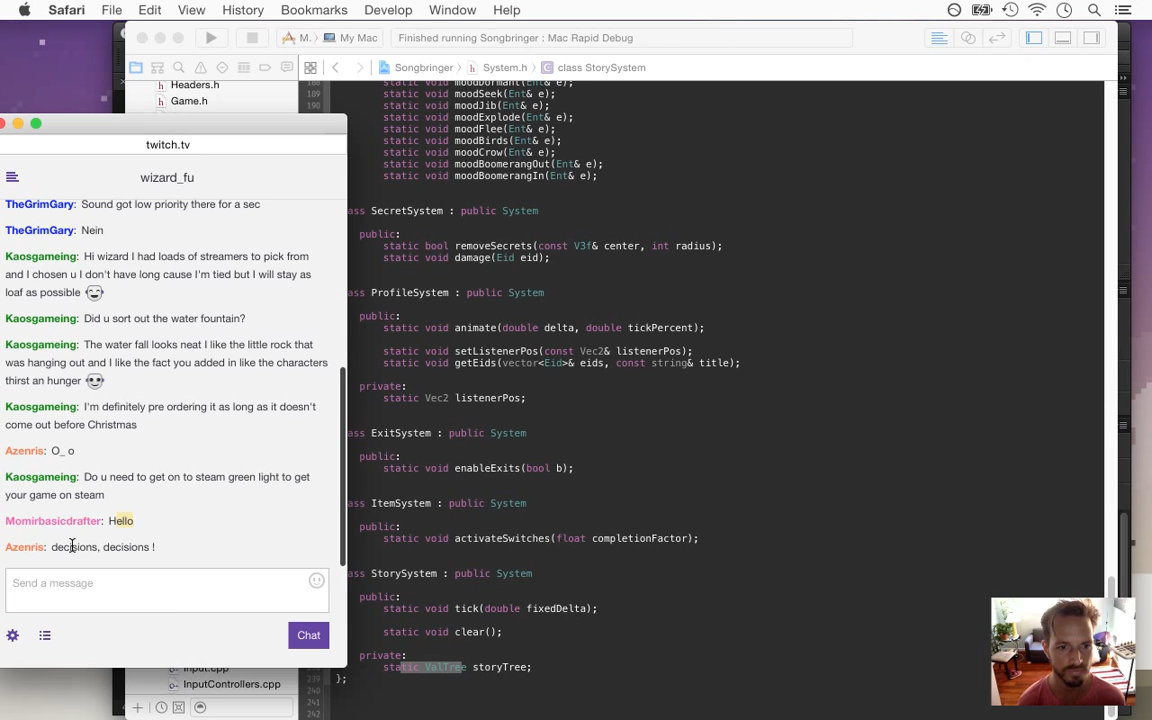 Safari File Edit View History Bookmarks Develop Window Help
M. My Mac Finished running Songbringer : Mac Rapid Debug
Songbringer System.h class StorySystem
Headers.h
Game.h
twitch.tv
wizard_fu
TheGrimGary: Sound got low priority there for a sec
TheGrimGary: Nein
Kaosgameing: Hi wizard I had loads of streamers to pick from
and I chosen u I don't have long cause I'm tied but I will stay as
loaf as possible
Kaosgameing: Did u sort out the water fountain?
Kaosgameing: The water fall looks neat I like the little rock that
was hanging out and I like the fact you added in like the characters
thirst an hunger
Kaosgameing: I'm definitely pre ordering it as long as it doesn't
come out before Christmas
Azenris: O_ o
Kaosgameing: Do u need to get on to steam green light to get
your game on steam
Momirbasicdrafter: Hello
Azenris: decisions, decisions !
Send a message
Chat
Input.cpp
InputControllers.cpp
188 static void moodDormant(Ent& e);
189 static void moodSeek(Ent& e);
190 static void moodJib(Ent& e);
static void moodExplode(Ent& e);
static void moodFlee(Ent& e);
static void moodBirds(Ent& e);
static void moodCrow(Ent& e);
static void moodBoomerangOut(Ent& e);
static void moodBoomerangIn(Ent& e);
ass SecretSystem : public System
public:
static bool removeSecrets(const V3f& center, int radius);
static void damage(Eid eid);
ass ProfileSystem : public System
public:
static void animate(double delta, double tickPercent);
static void setListenerPos(const Vec2& listenerPos);
static void getEids(vector<Eid>& eids, const string& title);
private:
static Vec2 listenerPos;
ass ExitSystem : public System
public:
static void enableExits(bool b);
ass ItemSystem : public System
public:
static void activateSwitches(float completionFactor);
ass StorySystem : public System
public:
static void tick(double fixedDelta);
static void clear();
private:
static ValTree storyTree;
239 };
240
241
242